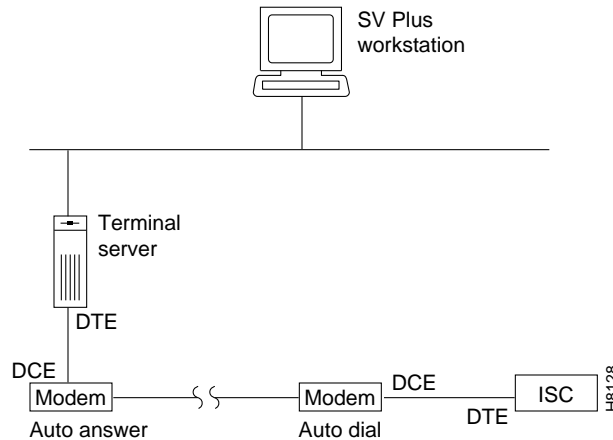 SV Plus
workstation
Terminal
server
DTE
DCE
Modem
Auto answer
Modem
Auto dial
DCE
DTE
ISC
H8128